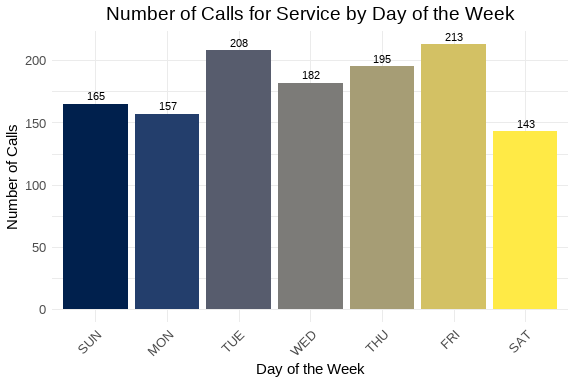 Number of Calls for Service by Day of the Week
Number of Calls
200
150
100
50
0
165
157
208
182
195
213
143
SUN
MON
TUE
WED
THU
FRI
SAT
Day of the Week